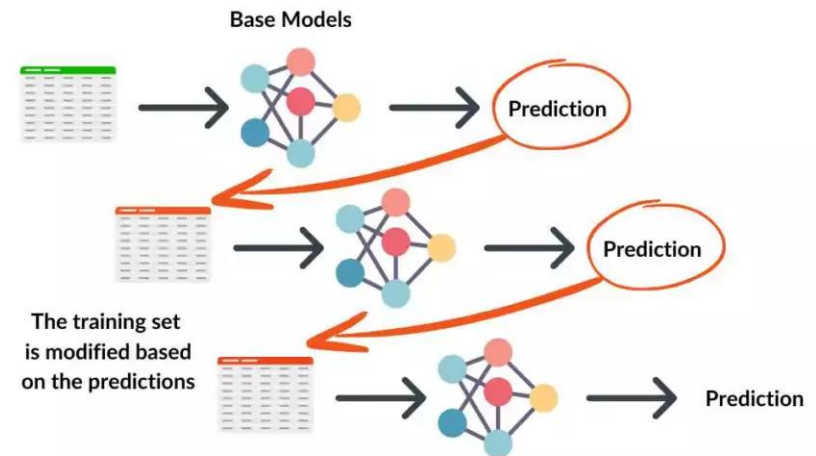 Base Models
Prediction
Prediction
The training set
is modified based
on the predictions
Prediction